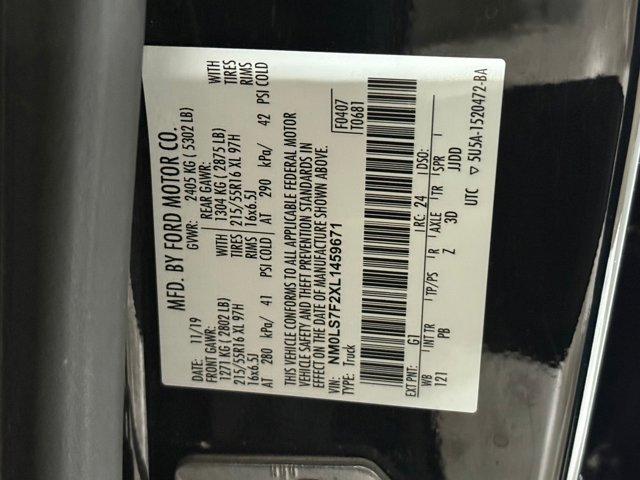 MFD. BY FORD MOTOR CO.
DATE: 11/19 GVWR: 2405 KG ( 5302 LB)
FRONT GAWR: REAR GAWR:
1271 KG ( 2802 LB) WITH 1304 KG ( 2875 LB) WITH
215/55R16 XL 97H TIRES 215/55R16 XL 97H TIRES
16x6.5J RIMS 16x6.5J RIMS
AT 280 kPa/ 41 PSI COLD AT 290 kPa/ 42 PSI COLD
THIS VEHICLE CONFORMS TO ALL APPLICABLE FEDERAL MOTOR
VEHICLE SAFETY AND THEFT PREVENTION STANDARDS IN
EFFECT ON THE DATE OF MANUFACTURE SHOWN ABOVE.
VIN: NM0LS7F2XL1459671
TYPE: Truck
F0407
T0681
EXT PNT: G1 RC: 24 DSO:
WB INT TR TP/PS R AXLE TR SPR
121 PB Z 3D JJDD
UTC ▽ 5U5A-1520472-BA